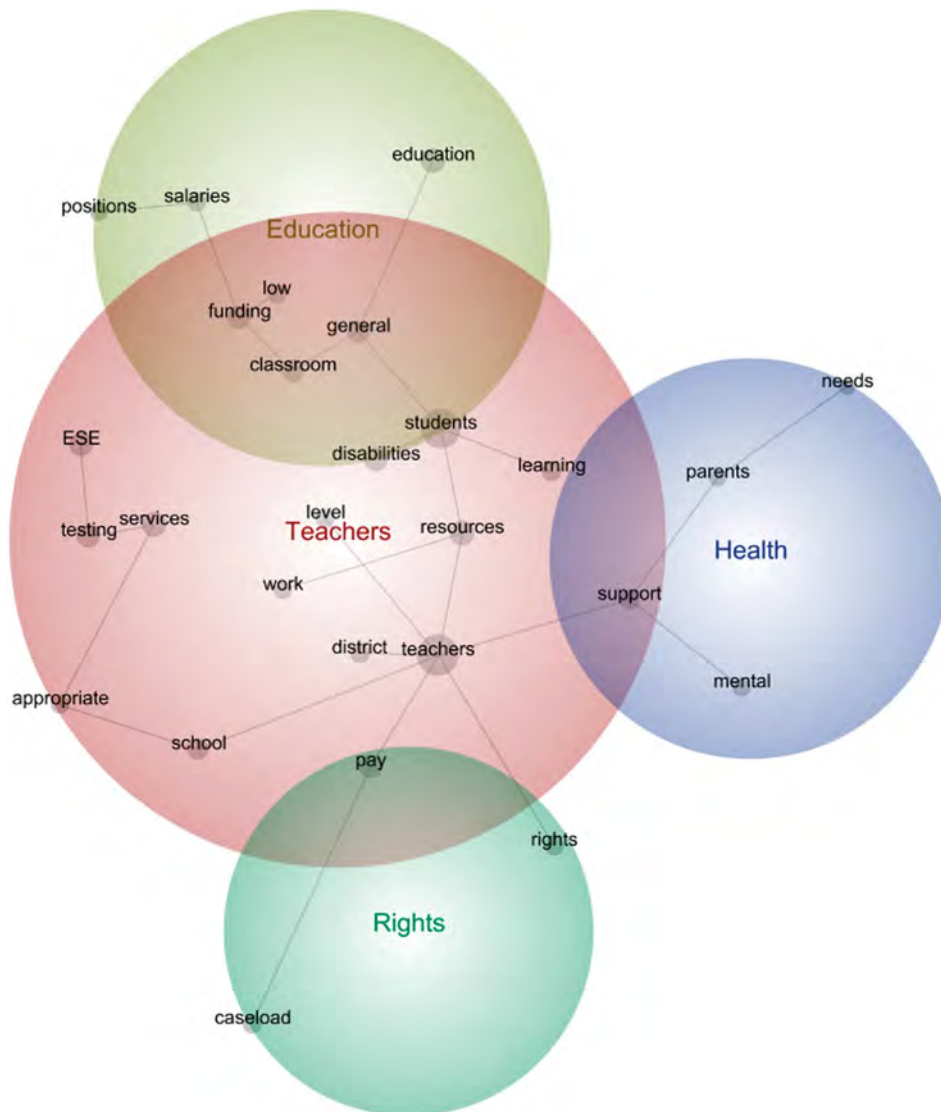 education
salaries
positions
Education
low
funding
general
classroom
needs
students
ESE
disabilities
learning
parents
level
services
resources
testing
Teachers
Health
work
support
district
teachers
mental
appropriate
school
pay
rights
Rights
caseload